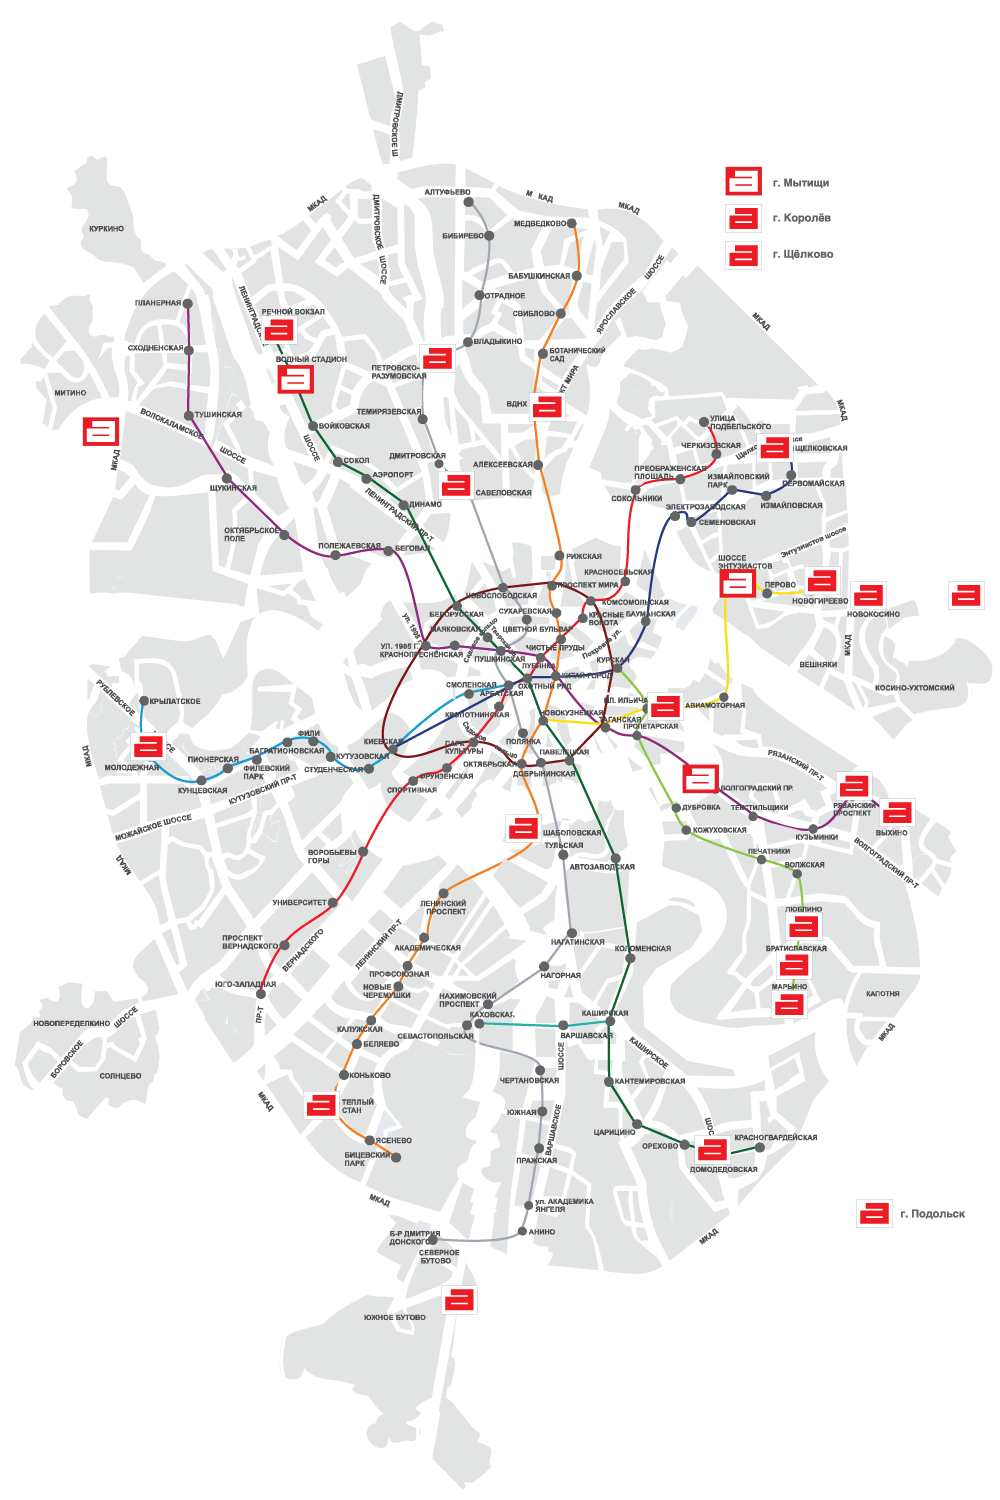 ДМИТРОВСКОЕ Ш
МКАД
г. Мытищи
АЛТУФЬЕВО
М КАД
МКАД
г. Королёв
КУРКИНО
БИБИРЕВО
МЕДВЕДКОВО
ДМИТРОВСКОЕ ШОССЕ
г. Щёлково
БАБУШКИНСКАЯ
ЯРОСЛАВСКОЕ ШОССЕ
ПЛАНЕРНАЯ
ОТРАДНОЕ
РЕЧНОЙ ВОКЗАЛ
СВИБЛОВО
МКАД
СХОДНЕНСКАЯ
ВЛАДЫКИНО
БОТАНИЧЕСКИЙ
САД
ВОДНЫЙ СТАДИОН
ПЕТРОВСКО-
РАЗУМОВСКАЯ
МИТИНО
ВДНХ
МКАД
ТУШИНСКАЯ
ТЕМИРЯЗЕВСКАЯ
ВОЛОКАЛАМСКОЕ
ШОССЕ
ВОЙКОВСКАЯ
УЛИЦА
ПОДБЕЛЬСКОГО
МКАД
ШОССЕ
СОКОЛ
ДМИТРОВСКАЯ
ЧЕРКИЗОВСКАЯ
ЩЕЛКОВСКАЯ
АЭРОПОРТ
АЛЕКСЕЕВСКАЯ
ПРЕОБРАЖЕНСКАЯ
ПЛОЩАДЬ
ИЗМАЙЛОВСКИЙ
ПАРК
ПЕРВОМАЙСКАЯ
ЩУКИНСКАЯ
САВЕЛОВСКАЯ
СОКОЛЬНИКИ
ИЗМАЙЛОВСКАЯ
ДИНАМО
ЛЕНИНГРАДСКИЙ ПР-Т
ЭЛЕКТРОЗАВОДСКАЯ
СЕМЕНОВСКАЯ
ОКТЯБРЬСКОЕ
ПОЛЕ
ПОЛЕЖАЕВСКАЯ
БЕГОВАЯ
Энтузиастов шоссе
РИЖСКАЯ
ШОССЕ
ЭНТУЗИАСТОВ
КРАСНОСЕЛЬСКАЯ
ПРОСПЕКТ МИРА
ПЕРОВО
НОВОГИРЕЕВО
НОВОСЛОБОДСКАЯ
КОМСОМОЛЬСКАЯ
НОВОКОСИНО
БЕЛОРУССКАЯ
СУХАРЕВСКАЯ
КРАСНЫЕ
ВОРОТА
БАУМАНСКАЯ
МАЯКОВСКАЯ
ЦВЕТНОЙ БУЛЬВАР
УЛ. 1905 Г.
КРАСНОПРЕСНЕНСКАЯ
ЧИСТЫЕ ПРУДЫ
Покровка ул.
МКАД
ПУШКИНСКАЯ
ЛУБЯНКА
КУРСКАЯ
ВЕШНЯКИ
КИТАЙ-ГОРОД
СМОЛЕНСКАЯ
АРБАТСКАЯ
ОХОТНЫЙ РЯД
КОСИНО-УХТОМСКИЙ
РУБЛЕВСКОЕ
КРЫЛАТСКОЕ
ПЛ. ИЛЬИЧА
АВИАМОТОРНАЯ
КРОПОТНИНСКАЯ
НОВОКУЗНЕЦКАЯ
ТАГАНСКАЯ
ПРОЛЕТАРСКАЯ
ФИЛИ
КИЕВСКАЯ
ПАРК
КУЛЬТУРЫ
ПОЛЯНКА
БАГРАТИОНОВСКАЯ
МКАД
МОЛОДЕЖНАЯ
ПИОНЕРСКАЯ
ФИЛЕВСКИЙ
ПАРК
КУТУЗОВСКАЯ
СТУДЕНЧЕСКАЯ
ПАВЕЛЕЦКАЯ
ОКТЯБРЬСКАЯ
ДОБРЫНИНСКАЯ
РЯЗАНСКИЙ ПР-Т
КУНЦЕВСКАЯ
КУТУЗОВСКИЙ ПР-Т
ФРУНЗЕНСКАЯ
СПОРТИВНАЯ
ВОЛГОГРАДСКИЙ ПР.
ДУБРОВКА
ТЕКСТИЛЬЩИКИ
РЯЗАНСКИЙ
ПРОСПЕКТ
МОЖАЙСКОЕ ШОССЕ
ШАБОЛОВСКАЯ
КОЖУХОВСКАЯ
КУЗЬМИНКИ
ВЫХИНО
ТУЛЬСКАЯ
ПЕЧАТНИКИ
ВОЛГОГРАДСКИЙ ПР-Т
МКАД
ВОРОБЬЕВЫ
ГОРЫ
АВТОЗАВОДСКАЯ
ВОЛЖСКАЯ
УНИВЕРСИТЕТ
ЛЕНИНСКИЙ
ПРОСПЕКТ
ЛЮБЛИНО
ПРОСПЕКТ
ВЕРНАДСКОГО
ВЕРНАДСКОГО
ЛЕНИНСКИЙ ПР-Т
АКАДЕМИЧЕСКАЯ
НАГАТИНСКАЯ
КОЛОМЕНСКАЯ
БРАТИСЛАВСКАЯ
ПРОФСОЮЗНАЯ
НАГОРНАЯ
ЮГО-ЗАПАДНАЯ
НОВЫЕ
ЧЕРЕМУШКИ
МАРЬИНО
КАПОТНЯ
НАХИМОВСКИЙ
ПРОСПЕКТ
ПР-Т
НОВОПЕРЕДЕЛКИНО
ШОССЕ
КАХОВСКАЯ.
КАШИРСКАЯ
КАЛУЖСКАЯ
СЕВАСТОПОЛЬСКАЯ
ВАРШАВСКАЯ
МКАД
БОРОВСКОЕ
БЕЛЯЕВО
ШОССЕ
КАШИРСКОЕ
СОЛНЦЕВО
КОНЬКОВО
ЧЕРТАНОВСКАЯ
КАНТЕМИРОВСКАЯ
МКАД
ТЕПЛЫЙ
СТАН
ЮЖНАЯ
ВАРШАВСКОЕ
ЦАРИЦИНО
ЯСЕНЕВО
ОРЕХОВО
КРАСНОГВАРДЕЙСКАЯ
БИЦЕВСКИЙ
ПАРК
ПРАЖСКАЯ
ДОМОДЕДОВСКАЯ
МКАД
ул. АКАДЕМИКА
ЯНГЕЛЯ
г. Подольск
Б-Р ДМИТРИЯ
ДОНСКОГО
АНИНО
МКАД
СЕВЕРНОЕ
БУТОВО
ЮЖНОЕ БУТОВО